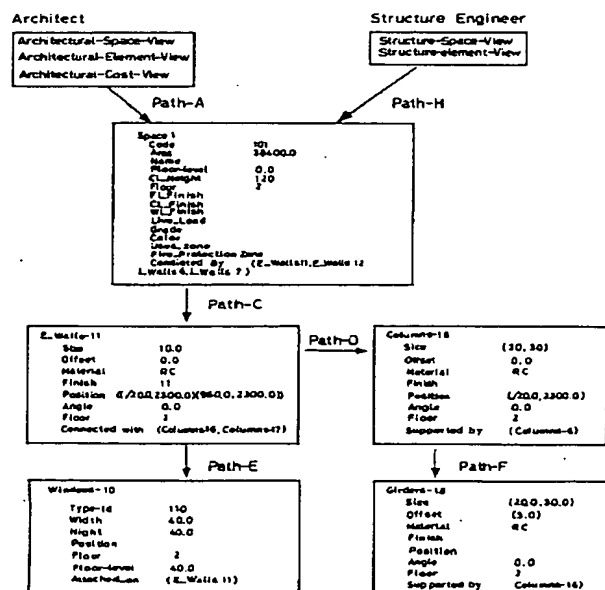 Architect
Structure Engineer
Architectural-Space-View
Architectural-Element-View
Architectural-Cost-View
Structure-Space-View
Structure-element-View
Path-A
Path-H
Space 1
Code 101
Area 38400.0
Name
Floor-level 0.0
CL_Height 120
Floor 2
FL_Finish
CL_Finish
WL_Finish
Live_Load
Grade
Color
Used_zone
Fire_Protection Zone
Combined By (E_Walls11, E_Walls 12
I_Walls 6, I_Walls 7)
Path-C
E_Walls-11
Size 10.0
Offset 0.0
Material RC
Finish 11
Position
Angle 0.0
Floor 2
Connected with (Columns16, Columns17)
Path-D
Columns-16
Size (30, 30)
Offset 0.0
Material RC
Finish
Position
Angle 0.0
Floor 2
Supported by (Columns-6)
Path-E
Path-F
Windows-10
Type-Id 110
Width 60.0
Hight 40.0
Position
Floor 2
Floor-level 40.0
Attached_on (E_Walls 11)
Girders-18
Size (20.0, 30.0)
Offset (5.0)
Material RC
Finish
Position
Angle 0.0
Floor 2
Supported by Columns-16)